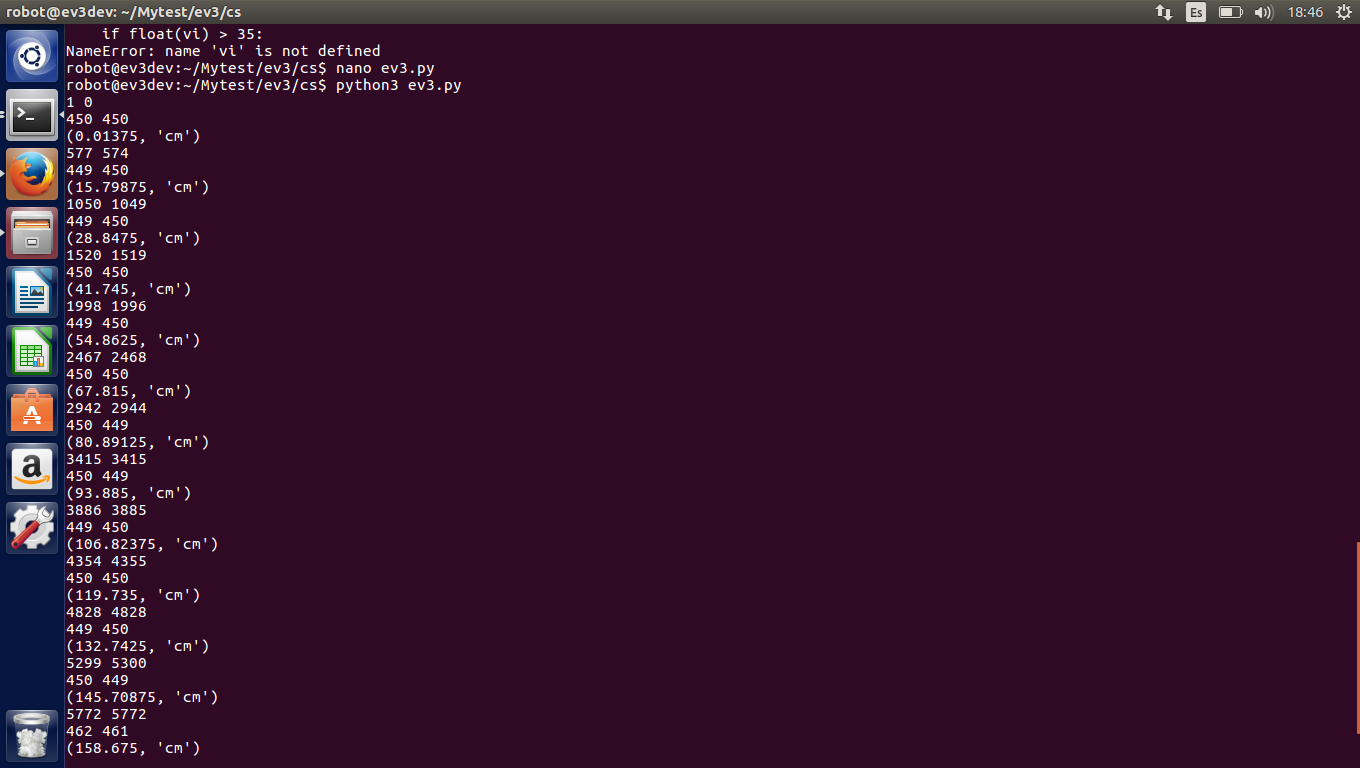 robot@ev3dev: ~/Mytest/ev3/cs
Es
18:46
    if float(vi) > 35:
NameError: name 'vi' is not defined
robot@ev3dev:~/Mytest/ev3/cs$ nano ev3.py
robot@ev3dev:~/Mytest/ev3/cs$ python3 ev3.py
1 0
450 450
(0.01375, 'cm')
577 574
449 450
(15.79875, 'cm')
1050 1049
449 450
(28.8475, 'cm')
1520 1519
450 450
(41.745, 'cm')
1998 1996
449 450
(54.8625, 'cm')
2467 2468
450 450
(67.815, 'cm')
2942 2944
450 449
(80.89125, 'cm')
3415 3415
450 449
(93.885, 'cm')
3886 3885
449 450
(106.82375, 'cm')
4354 4355
450 450
(119.735, 'cm')
4828 4828
449 450
(132.7425, 'cm')
5299 5300
450 449
(145.70875, 'cm')
5772 5772
462 461
(158.675, 'cm')